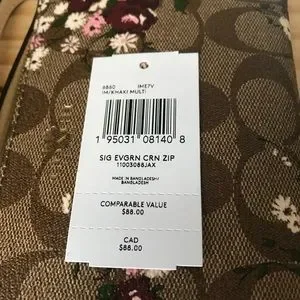 6860 IME7V
IM/KHAKI MULTI
1 95031 08140 8
SIG EVGRN CRN ZIP
11003088JAX
MADE IN BANGLADESH/
BANGLADESH
COMPARABLE VALUE
$88.00
CAD
$88.00